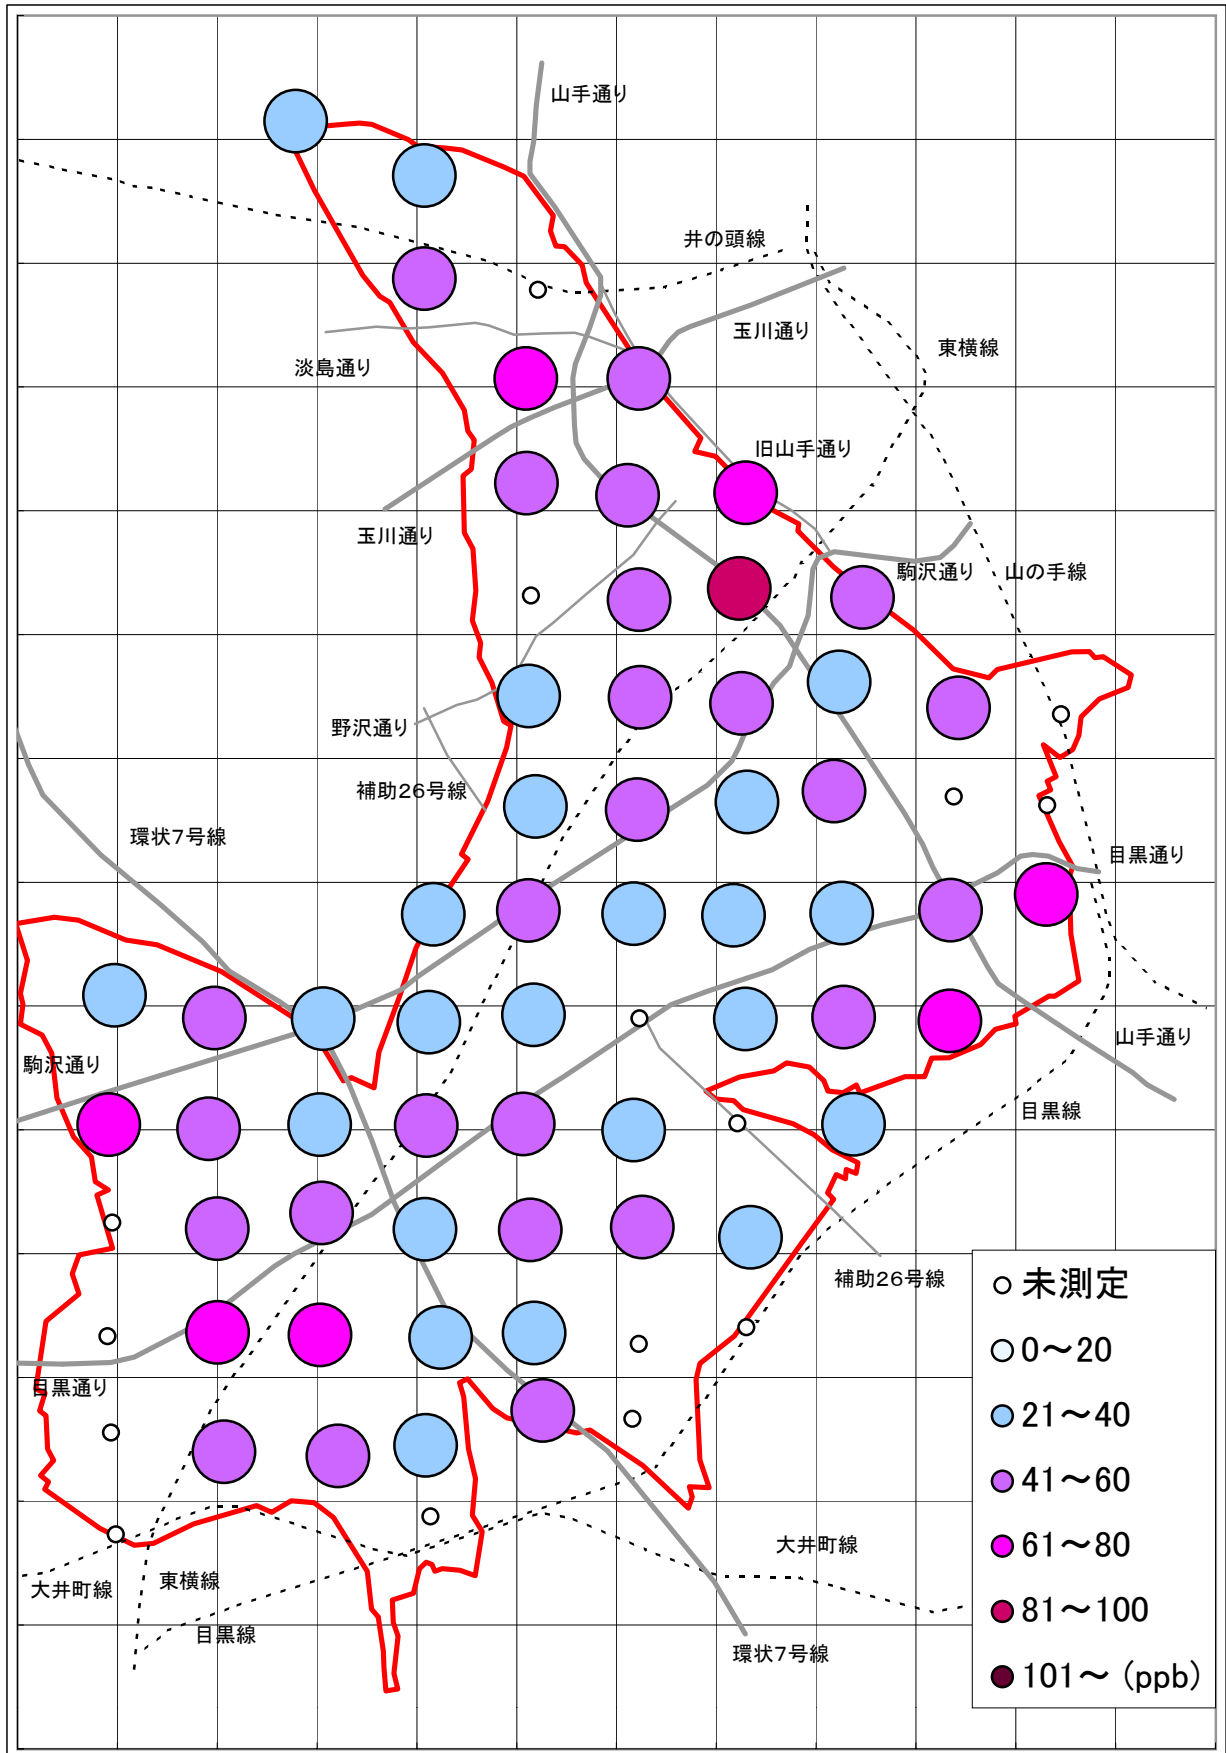 山手通り
井の頭線
玉川通り
東横線
淡島通り
旧山手通り
玉川通り
駒沢通り
山の手線
野沢通り
補助26号線
環状7号線
目黒通り
山手通り
駒沢通り
目黒線
補助26号線
目黒通り
大井町線
大井町線
東横線
目黒線
環状7号線
未測定
0～20
21～40
41～60
61～80
81～100
101～ (ppb)